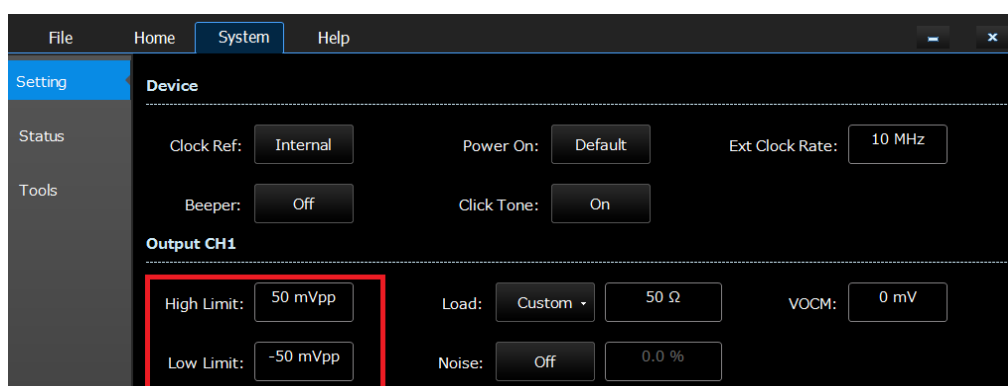 File Home System Help
Setting
Device
Status
Clock Ref: Internal Power On: Default Ext Clock Rate: 10 MHz
Tools
Beeper: Off Click Tone: On
Output CH1
High Limit: 50 mVpp Load: Custom 50 Ω VOCM: 0 mV
Low Limit: -50 mVpp Noise: Off 0.0 %